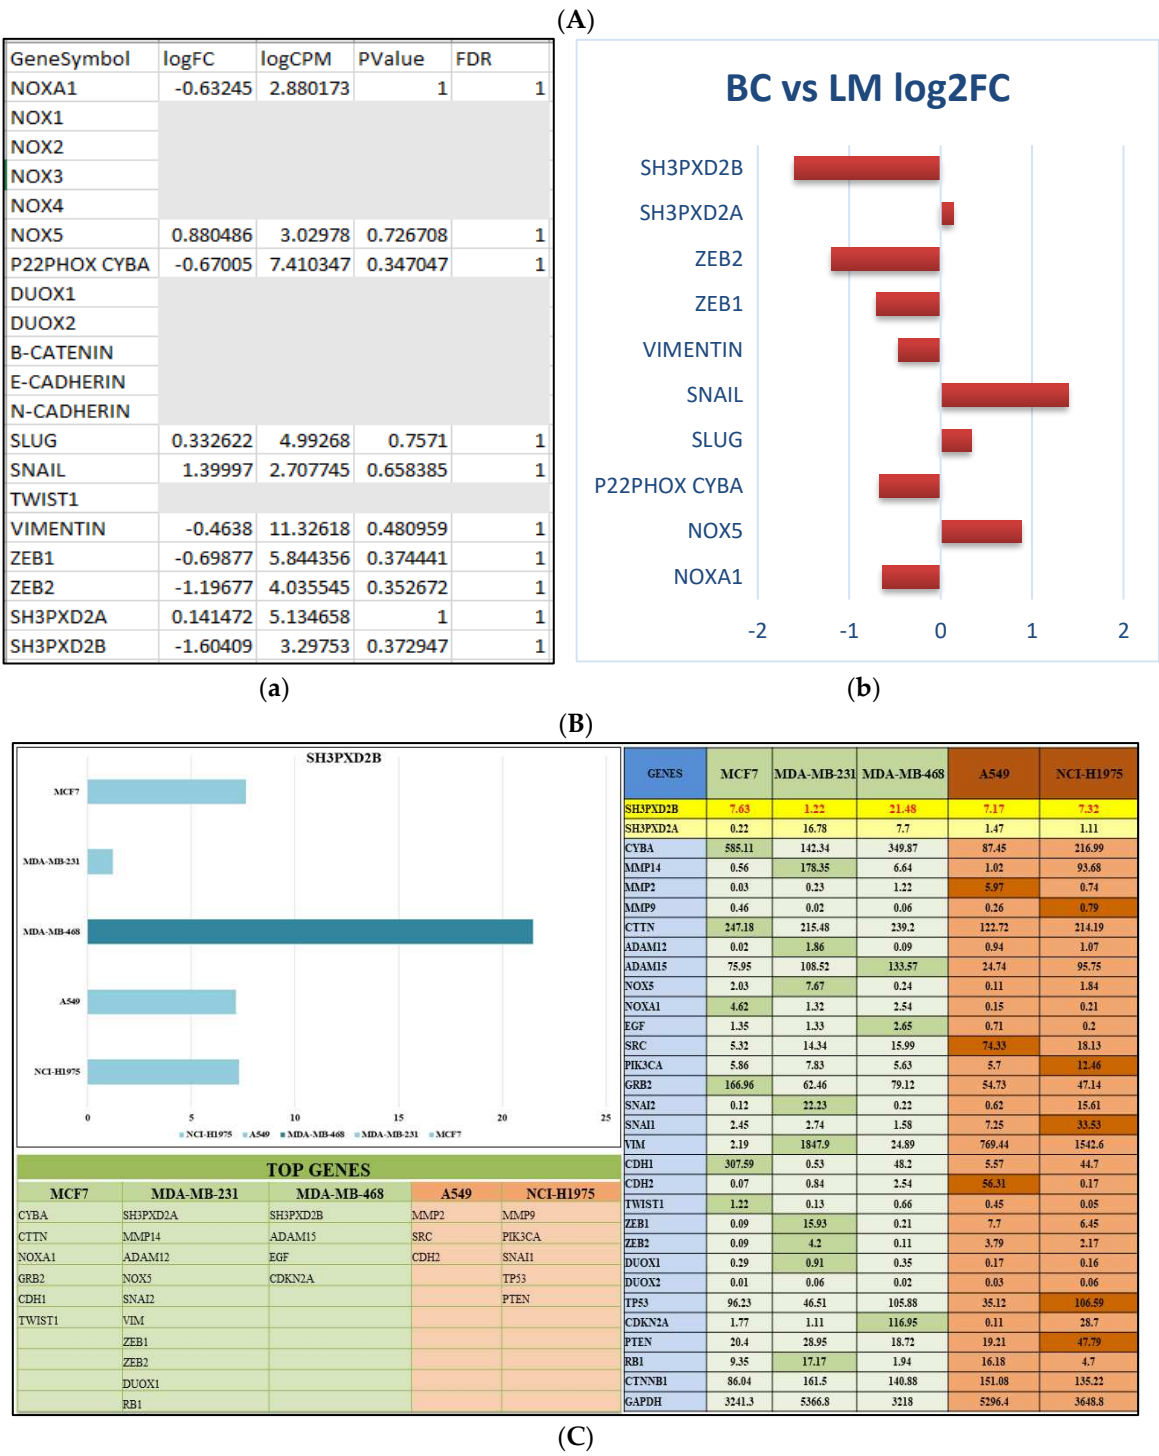 (A)
GeneSymbol logFC logCPM PValue FDR
NOXA1 -0.63245 2.880173 1 1
NOX1
NOX2
NOX3
NOX4
NOX5 0.880486 3.02978 0.726708 1
P22PHOX CYBA -0.67005 7.410347 0.347047 1
DUOX1
DUOX2
B-CATENIN
E-CADHERIN
N-CADHERIN
SLUG 0.332622 4.99268 0.7571 1
SNAIL 1.39997 2.707745 0.658385 1
TWIST1
VIMENTIN -0.4638 11.32618 0.480959 1
ZEB1 -0.69877 5.844356 0.374441 1
ZEB2 -1.19677 4.035545 0.352672 1
SH3PXD2A 0.141472 5.134658 1 1
SH3PXD2B -1.60409 3.29753 0.372947 1
(a)
BC vs LM log2FC
SH3PXD2B
SH3PXD2A
ZEB2
ZEB1
VIMENTIN
SNAIL
SLUG
P22PHOX CYBA
NOX5
NOXA1
-2 -1 0 1 2
(b)
(B)
SH3PXD2B
MCF7
MDA-MB-231
MDA-MB-468
A549
NCI-H1975
0 5 10 15 20 25
NCI-H1975 A549 MDA-MB-468 MDA-MB-231 MCF7
TOP GENES
MCF7 MDA-MB-231 MDA-MB-468 A549 NCI-H1975
CYBA SH3PXD2A SH3PXD2B MMP2 MMP9
CTTN MMP14 ADAM15 SRC PIK3CA
NOXA1 ADAM12 EGF CDH2 SNAI1
GRB2 NOX5 CDKN2A TP53
CDH1 SNAI2 PTEN
TWIST1 VIM
ZEB1
ZEB2
DUOX1
RB1
GENES MCF7 MDA-MB-231 MDA-MB-468 A549 NCI-H1975
SH3PXD2B 7.63 1.22 21.48 7.17 7.32
SH3PXD2A 0.22 16.78 7.7 1.47 1.11
CYBA 585.11 142.34 349.87 87.45 216.99
MMP14 0.56 178.35 6.64 1.02 93.68
MMP2 0.03 0.23 1.22 5.97 0.74
MMP9 0.46 0.02 0.06 0.26 0.79
CTTN 247.18 215.48 239.2 122.72 214.19
ADAM12 0.02 1.86 0.09 0.94 1.07
ADAM15 75.95 108.52 133.57 24.74 95.75
NOX5 2.03 7.67 0.24 0.11 1.84
NOXA1 4.62 1.32 2.54 0.15 0.21
EGF 1.35 1.33 2.65 0.71 0.2
SRC 5.32 14.34 15.99 74.33 18.13
PIK3CA 5.86 7.83 5.63 5.7 12.46
GRB2 166.96 62.46 79.12 54.73 47.14
SNAI2 0.12 22.23 0.22 0.62 15.61
SNAI1 2.45 2.74 1.58 7.25 33.53
VIM 2.19 1847.9 24.89 769.44 1542.6
CDH1 307.59 0.53 48.2 5.57 44.7
CDH2 0.07 0.84 2.54 56.31 0.17
TWIST1 1.22 0.13 0.66 0.45 0.05
ZEB1 0.09 15.93 0.21 7.7 6.45
ZEB2 0.09 4.2 0.11 3.79 2.17
DUOX1 0.29 0.91 0.35 0.17 0.16
DUOX2 0.01 0.06 0.02 0.03 0.06
TP53 96.23 46.51 105.88 35.12 106.59
CDKN2A 1.77 1.11 116.95 0.11 28.7
PTEN 20.4 28.95 18.72 19.21 47.79
RB1 9.35 17.17 1.94 16.18 4.7
CTNNB1 86.04 161.5 140.88 151.08 135.22
GAPDH 3241.3 5366.8 3218 5296.4 3648.8
(C)